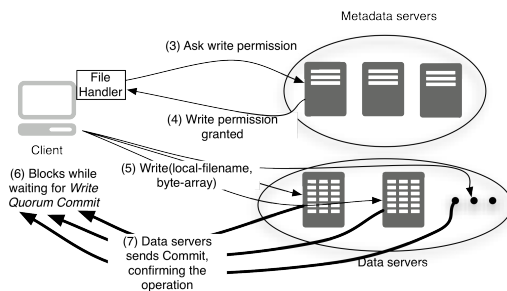 Metadata servers
(3) Ask write permission
File
Handler
(4) Write permission
granted
Client
(5) Write(local-filename,
byte-array)
(6) Blocks while
waiting for Write
Quorum Commit
(7) Data servers
sends Commit,
confirming the
operation
Data servers